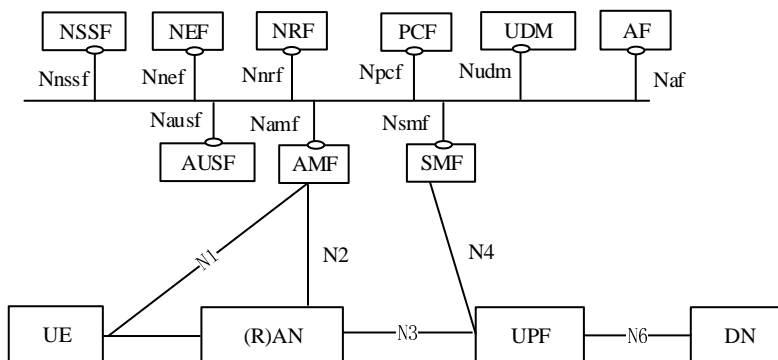 NSSF NEF NRF PCF UDM AF
Nnssf Nnef Nnrf Npcf Nudm Naf
Nausf Namf Nsmf
AUSF AMF SMF
N1 N2 N4
UE (R)AN N3 UPF N6 DN